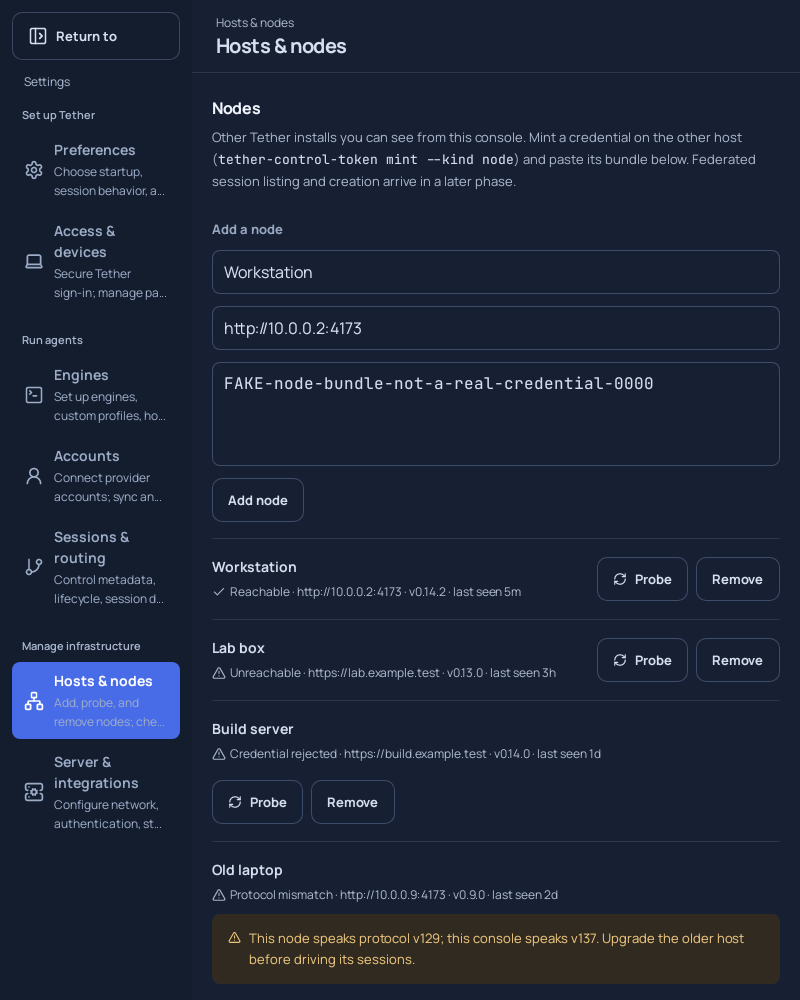 Return to
Settings
Set up Tether
Preferences
Choose startup,
session behavior, a...
Access &
devices
Secure Tether
sign-in; manage pa...
Run agents
Engines
Set up engines,
custom profiles, ho...
Accounts
Connect provider
accounts; sync an...
Sessions &
routing
Control metadata,
lifecycle, session d...
Manage infrastructure
Hosts & nodes
Add, probe, and
remove nodes; che...
Server &
integrations
Configure network,
authentication, st...
Hosts & nodes
Hosts & nodes
Nodes
Other Tether installs you can see from this console. Mint a credential on the other host
(tether-control-token mint --kind node) and paste its bundle below. Federated
session listing and creation arrive in a later phase.
Add a node
Workstation
http://10.0.0.2:4173
FAKE-node-bundle-not-a-real-credential-0000
Add node
Workstation
Reachable · http://10.0.0.2:4173 · v0.14.2 · last seen 5m
Probe
Remove
Lab box
Unreachable · https://lab.example.test · v0.13.0 · last seen 3h
Probe
Remove
Build server
Credential rejected · https://build.example.test · v0.14.0 · last seen 1d
Probe
Remove
Old laptop
Protocol mismatch · http://10.0.0.9:4173 · v0.9.0 · last seen 2d
This node speaks protocol v129; this console speaks v137. Upgrade the older host
before driving its sessions.